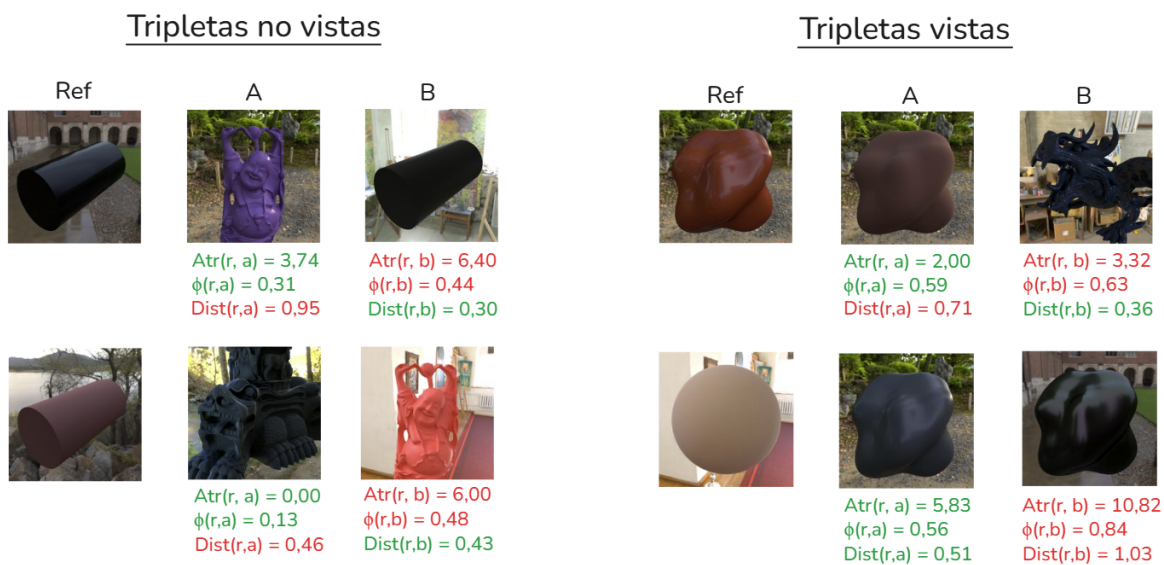 Tripletas no vistas
Ref A B
Atr(r, a) = 3,74
ϕ(r,a) = 0,31
Dist(r,a) = 0,95
Atr(r, b) = 6,40
ϕ(r,b) = 0,44
Dist(r,b) = 0,30
Atr(r, a) = 0,00
ϕ(r,a) = 0,13
Dist(r,a) = 0,46
Atr(r, b) = 6,00
ϕ(r,b) = 0,48
Dist(r,b) = 0,43
Tripletas vistas
Ref A B
Atr(r, a) = 2,00
ϕ(r,a) = 0,59
Dist(r,a) = 0,71
Atr(r, b) = 3,32
ϕ(r,b) = 0,63
Dist(r,b) = 0,36
Atr(r, a) = 5,83
ϕ(r,a) = 0,56
Dist(r,a) = 0,51
Atr(r, b) = 10,82
ϕ(r,b) = 0,84
Dist(r,b) = 1,03